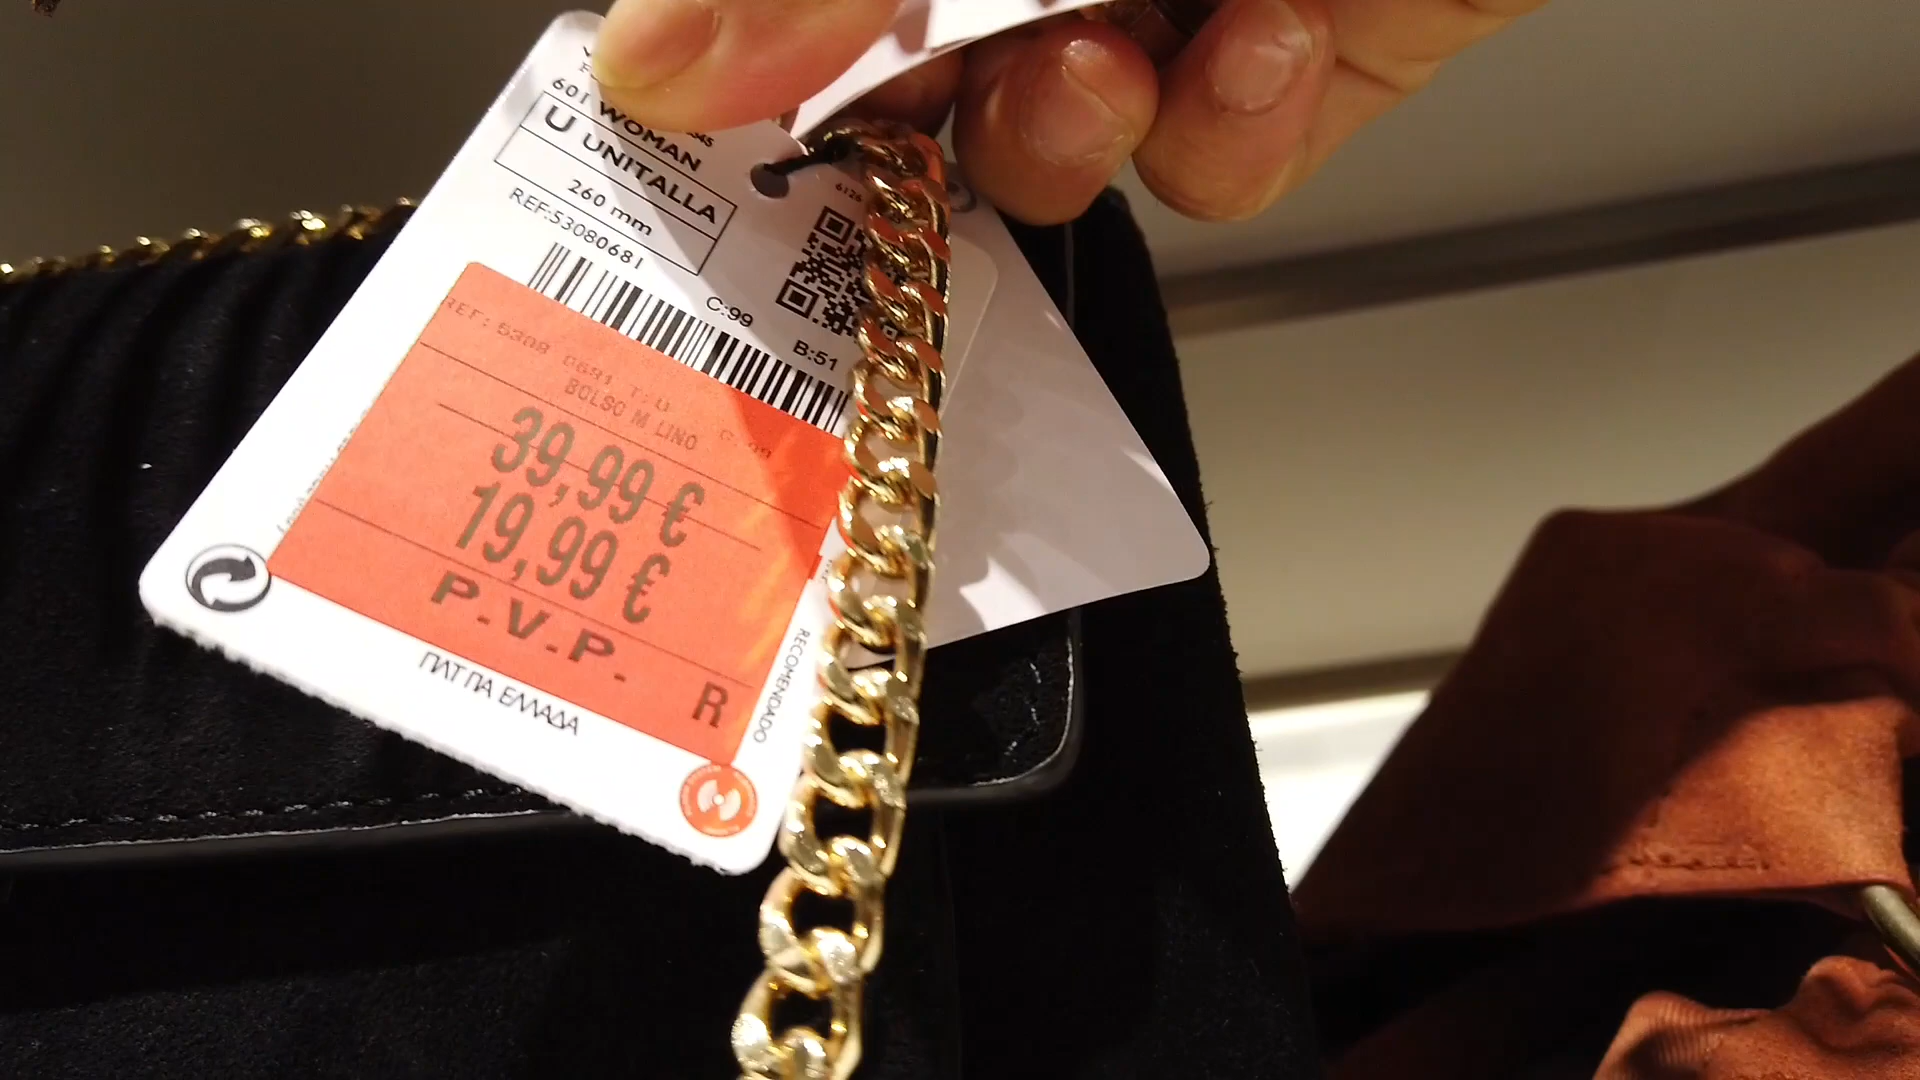 601 WOMAN
U UNITALLA
260 mm
REF:53080681
C:99
B:51
REF: 5308 0681 T:U
BOLSO M LINO C:99
39,99 €
19,99 €
P.V.P.
R
RECOMENDADO
ΠΛΤ ΓΙΑ ΕΛΛΑΔΑ